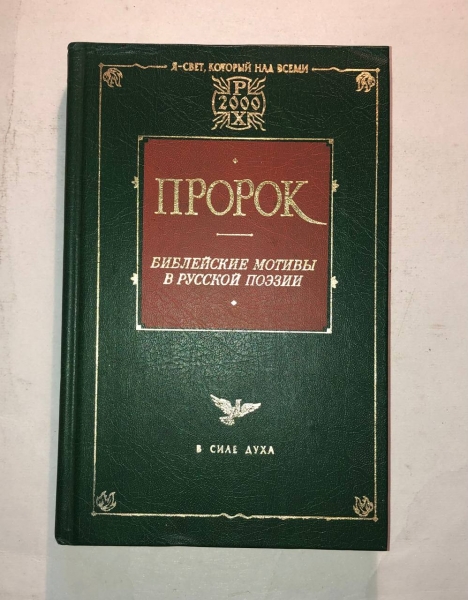 Я-СВЕТ, КОТОРЫЙ НАД ВСЕМИ
Р
2000
Х
ПРОРОК
БИБЛЕЙСКИЕ МОТИВЫ
В РУССКОЙ ПОЭЗИИ
В СИЛЕ ДУХА